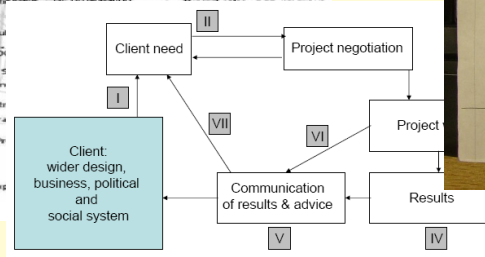 II
Client need
Project negotiation
I
VII
VI
Project
Client:
wider design,
business, political
and
social system
Communication
of results & advice
Results
V
IV